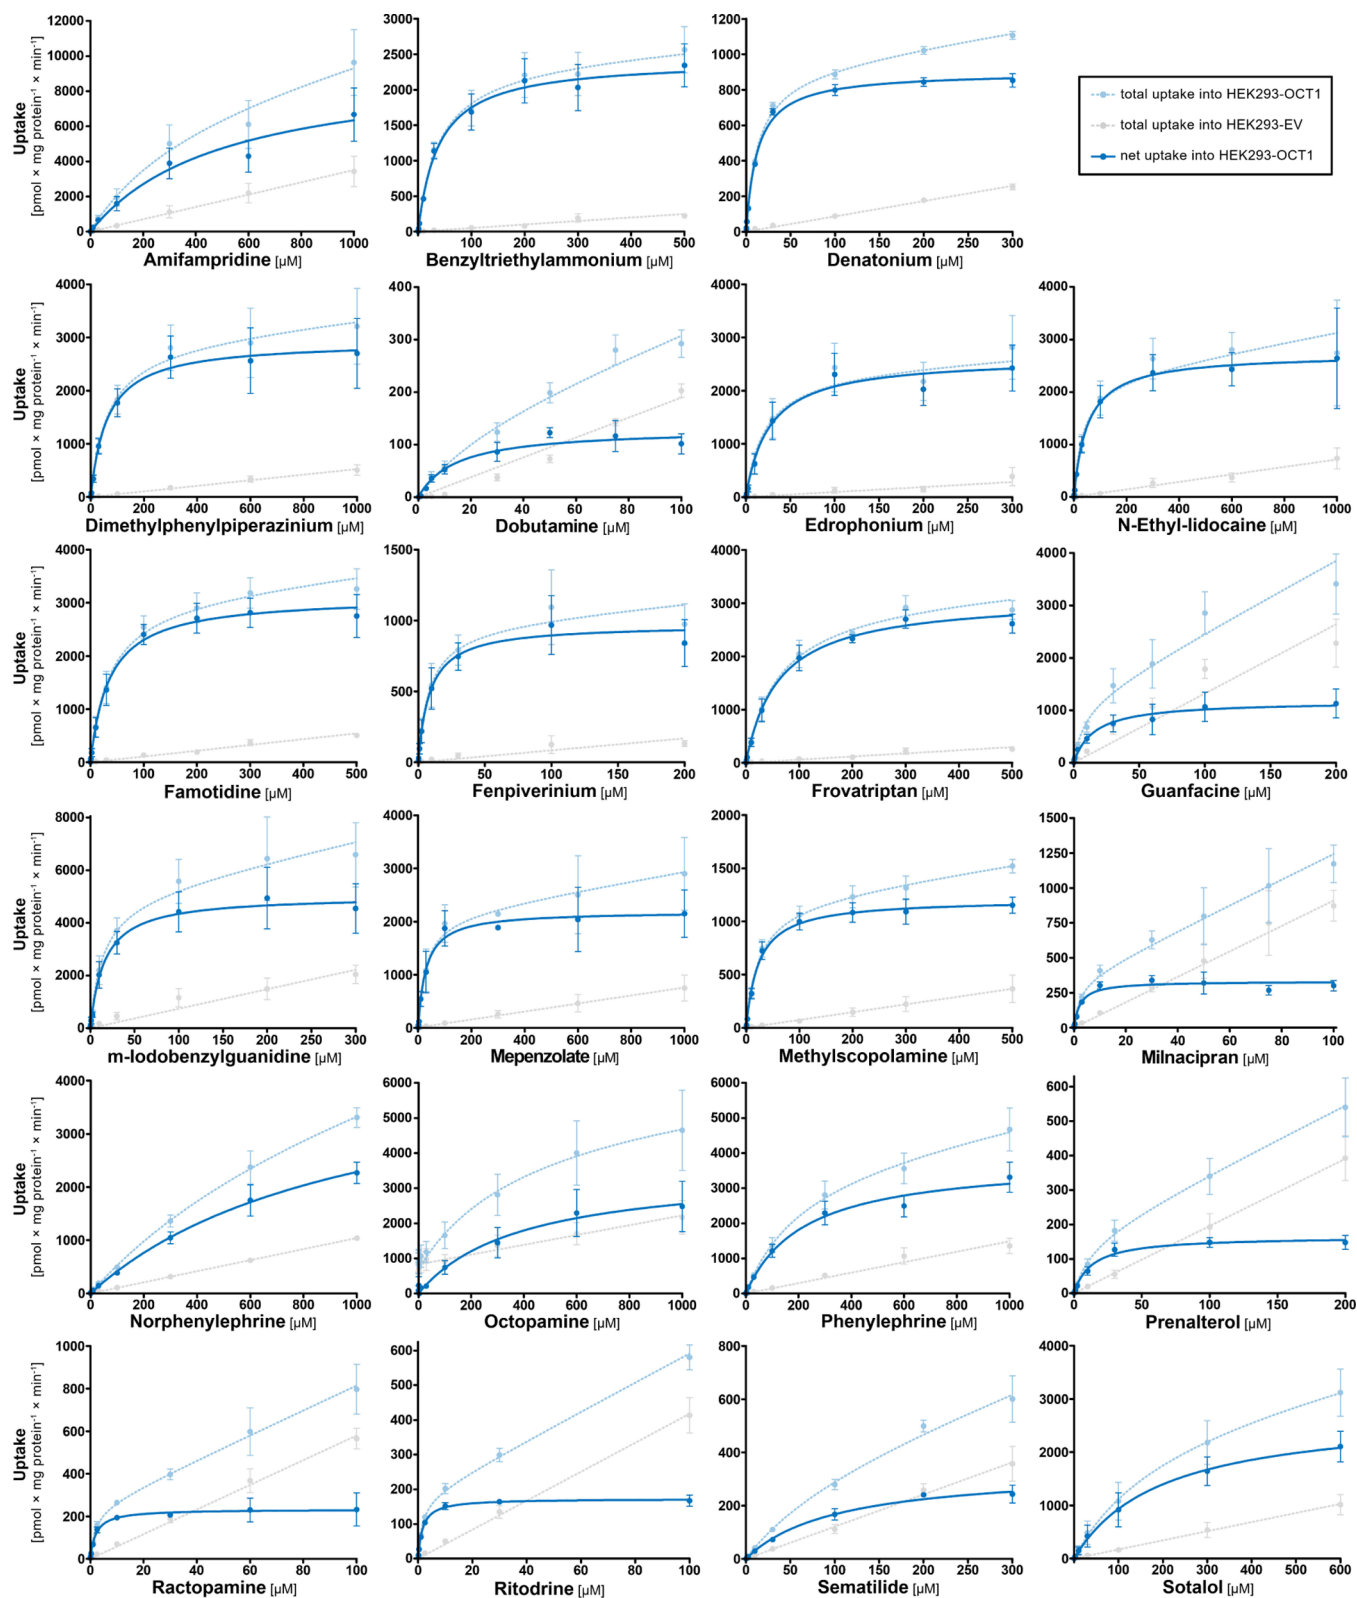 12000
10000
8000
6000
4000
2000
0
0 200 400 600 800 1000
Uptake
[pmol × mg protein⁻¹ × min⁻¹]
Amifampridine [µM]
3000
2500
2000
1500
1000
500
0
0 100 200 300 400 500
Benzyltriethylammonium [µM]
1200
1000
800
600
400
200
0
0 50 100 150 200 250 300
Denatonium [µM]
total uptake into HEK293-OCT1
total uptake into HEK293-EV
net uptake into HEK293-OCT1
4000
3000
2000
1000
0
0 200 400 600 800 1000
Uptake
[pmol × mg protein⁻¹ × min⁻¹]
Dimethylphenylpiperazinium [µM]
400
300
200
100
0
0 20 40 60 80 100
Dobutamine [µM]
4000
3000
2000
1000
0
0 50 100 150 200 250 300
Edrophonium [µM]
4000
3000
2000
1000
0
0 200 400 600 800 1000
N-Ethyl-lidocaine [µM]
4000
3000
2000
1000
0
0 100 200 300 400 500
Uptake
[pmol × mg protein⁻¹ × min⁻¹]
Famotidine [µM]
1500
1000
500
0
0 50 100 150 200
Fenpiverinium [µM]
4000
3000
2000
1000
0
0 100 200 300 400 500
Frovatriptan [µM]
4000
3000
2000
1000
0
0 50 100 150 200
Guanfacine [µM]
8000
6000
4000
2000
0
0 50 100 150 200 250 300
Uptake
[pmol × mg protein⁻¹ × min⁻¹]
m-Iodobenzylguanidine [µM]
4000
3000
2000
1000
0
0 200 400 600 800 1000
Mepenzolate [µM]
2000
1500
1000
500
0
0 100 200 300 400 500
Methylscopolamine [µM]
1500
1250
1000
750
500
250
0
0 20 40 60 80 100
Milnacipran [µM]
4000
3000
2000
1000
0
0 200 400 600 800 1000
Uptake
[pmol × mg protein⁻¹ × min⁻¹]
Norphenylephrine [µM]
6000
5000
4000
3000
2000
1000
0
0 200 400 600 800 1000
Octopamine [µM]
6000
5000
4000
3000
2000
1000
0
0 200 400 600 800 1000
Phenylephrine [µM]
600
500
400
300
200
100
0
0 50 100 150 200
Prenalterol [µM]
1000
800
600
400
200
0
0 20 40 60 80 100
Uptake
[pmol × mg protein⁻¹ × min⁻¹]
Ractopamine [µM]
600
500
400
300
200
100
0
0 20 40 60 80 100
Ritodrine [µM]
800
600
400
200
0
0 50 100 150 200 250 300
Sematilide [µM]
4000
3000
2000
1000
0
0 100 200 300 400 500 600
Sotalol [µM]